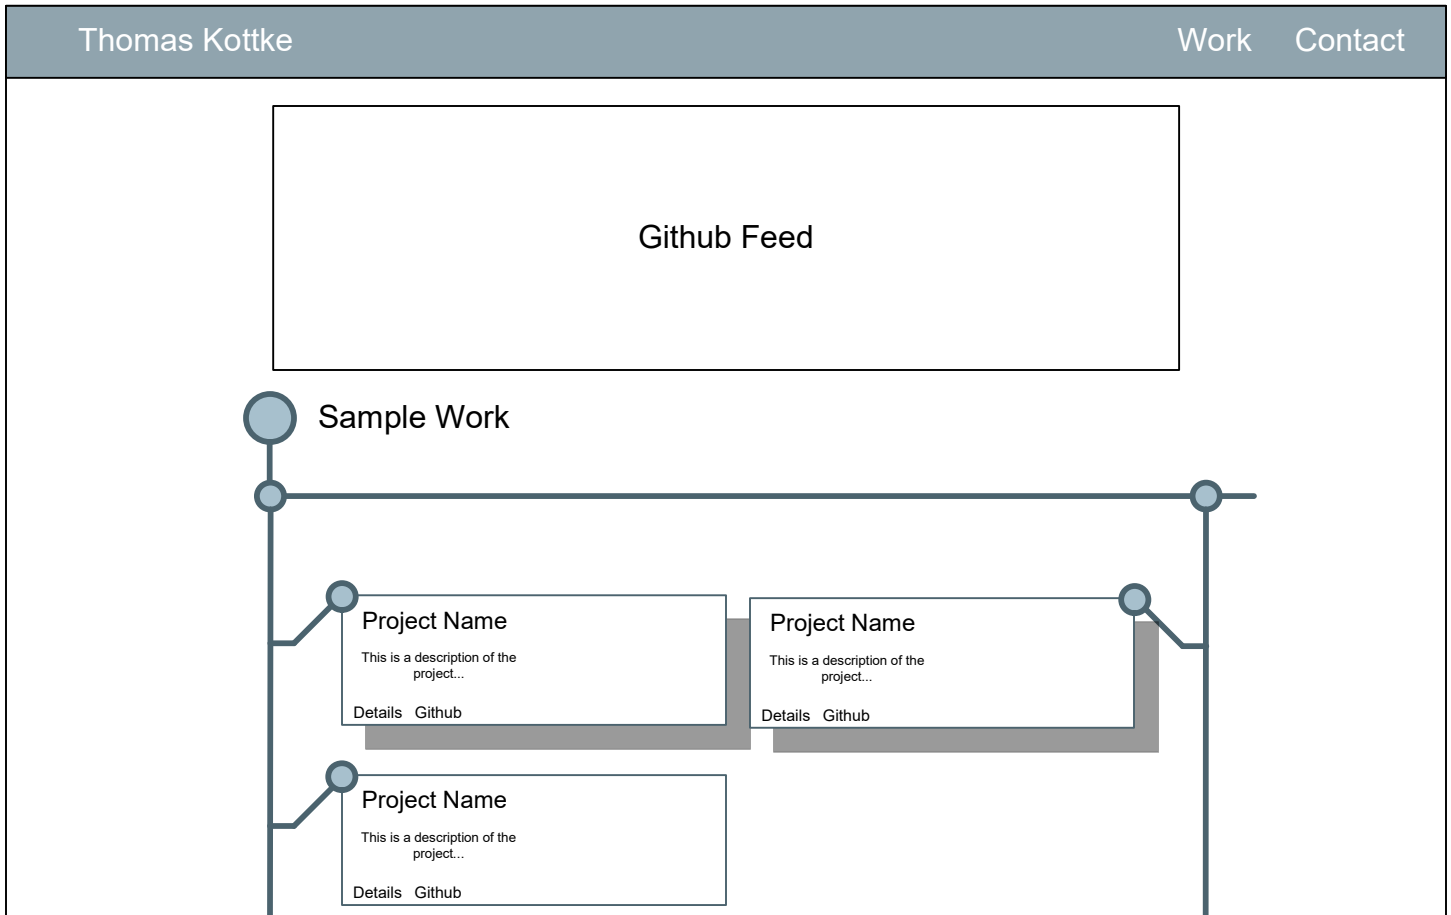 Thomas Kottke
Work Contact
Github Feed
Sample Work
Project Name
This is a description of the
project...
Details Github
Project Name
This is a description of the
project...
Details Github
Project Name
This is a description of the
project...
Details Github